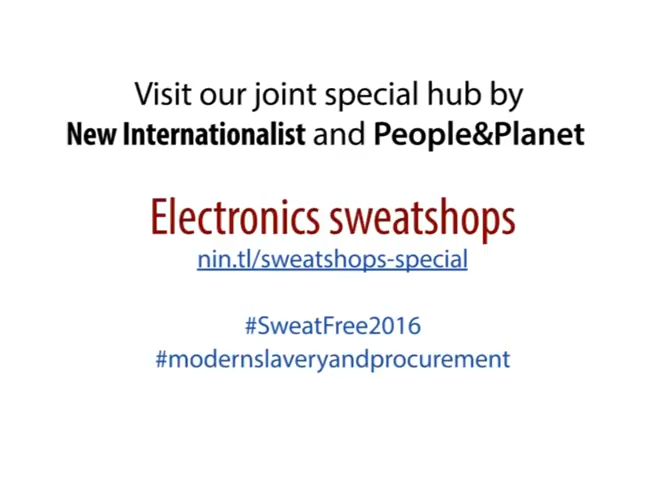 Visit our joint special hub by
New Internationalist and People&Planet
Electronics sweatshops
nin.tl/sweatshops-special
#SweatFree2016
#modernslaveryandprocurement